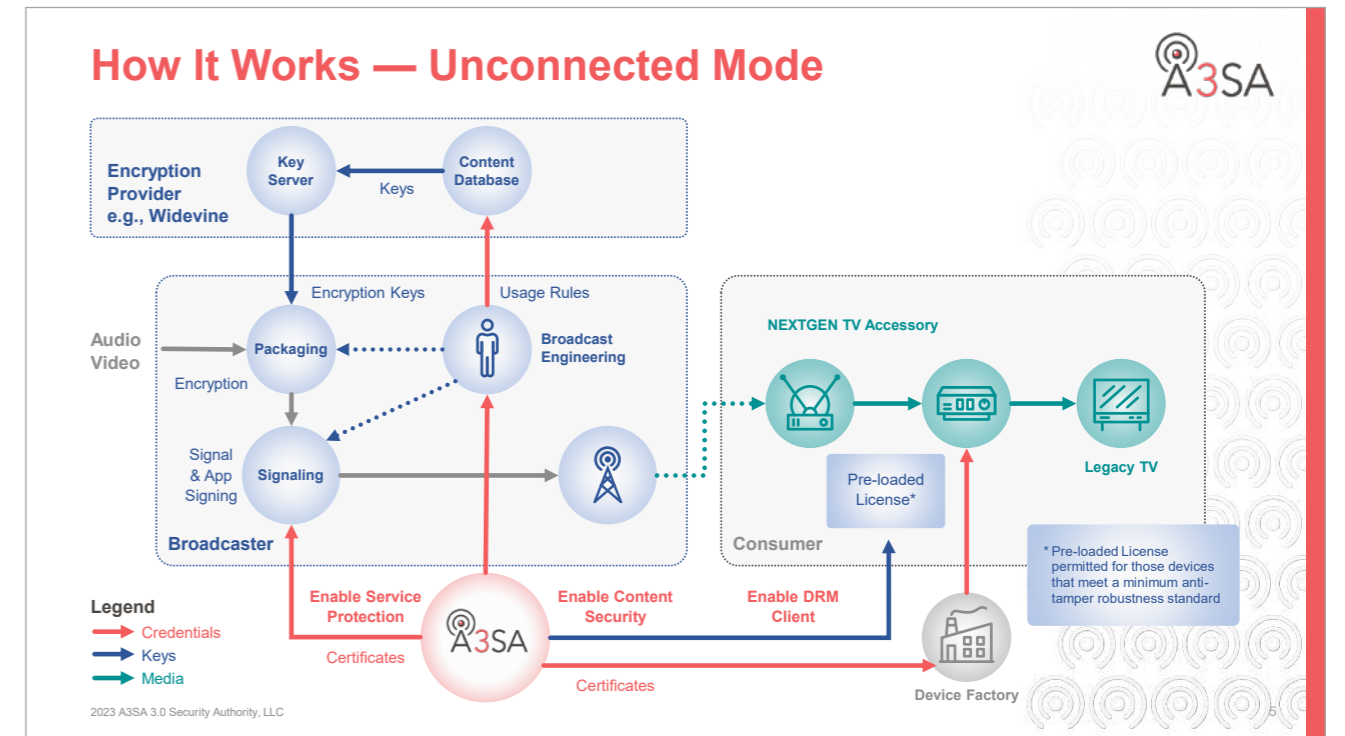 How It Works — Unconnected Mode
A3SA
Encryption
Provider
e.g., Widevine
Key
Server
Keys
Content
Database
Encryption Keys
Usage Rules
Audio
Video
Packaging
Broadcast
Engineering
Encryption
Signal
& App
Signing
Signaling
Broadcaster
NEXTGEN TV Accessory
Legacy TV
Pre-loaded
License*
Consumer
* Pre-loaded License
permitted for those devices
that meet a minimum anti-
tamper robustness standard
Legend
Credentials
Keys
Media
Enable Service
Protection
Certificates
A3SA
Enable Content
Security
Enable DRM
Client
Certificates
Device Factory
2023 A3SA 3.0 Security Authority, LLC
5